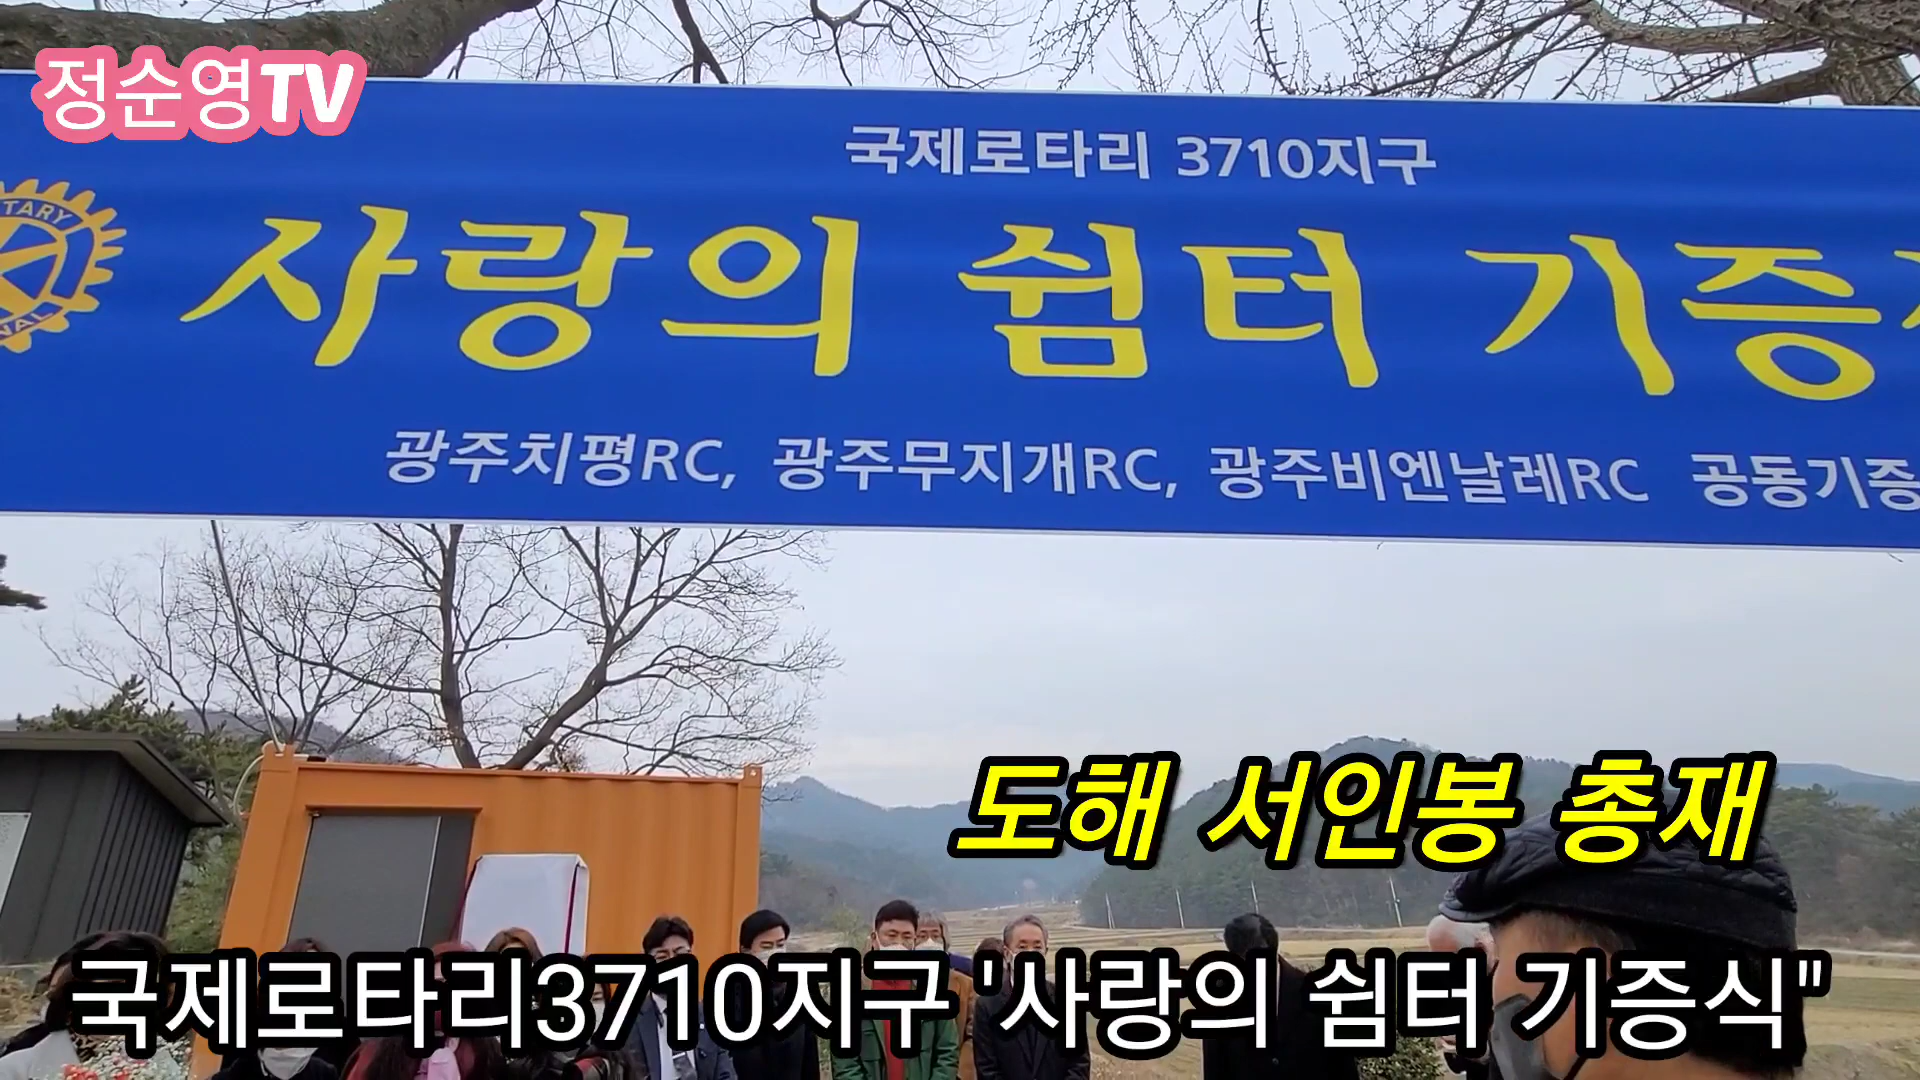 정순영TV
국제로타리 3710지구
TARY
NAL
사랑의 쉼터 기증
광주치평RC, 광주무지개RC, 광주비엔날레RC 공동기증
도해 서인봉 총재
국제로타리3710지구 '사랑의 쉼터 기증식"